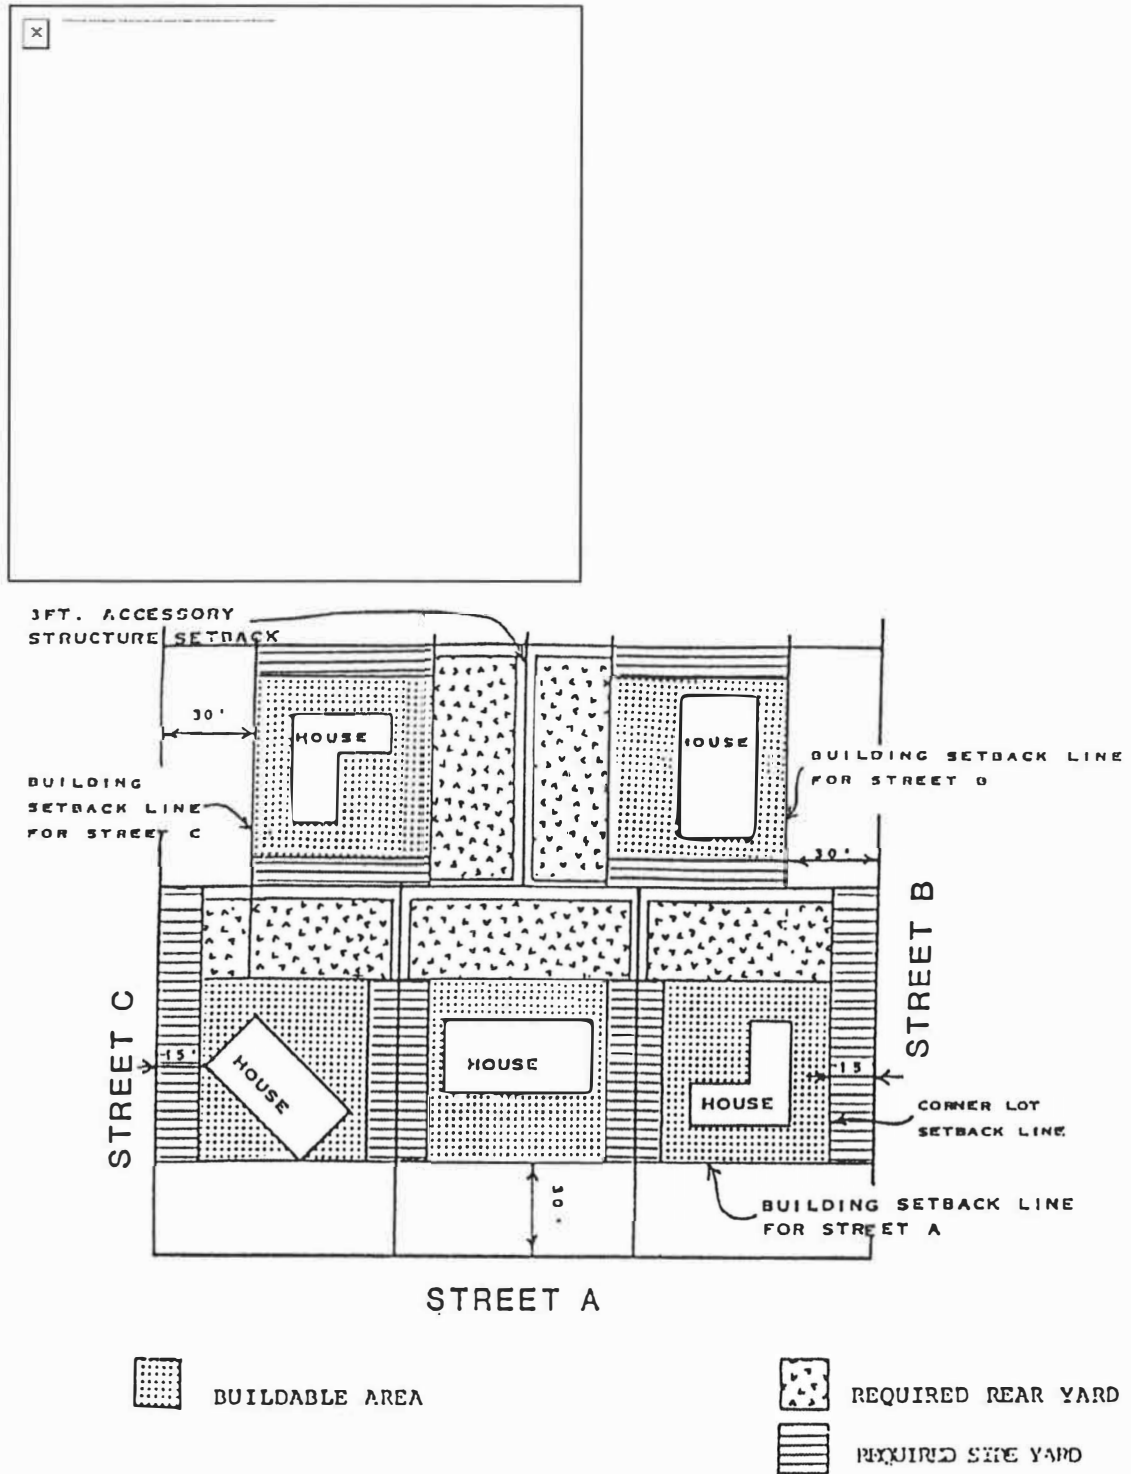 3FT. ACCESSORY
STRUCTURE SETBACK
30'
HOUSE
HOUSE
BUILDING
SETBACK LINE
FOR STREET C
BUILDING SETBACK LINE
FOR STREET B
30'
STREET B
STREET C
15'
HOUSE
HOUSE
HOUSE
15
CORNER LOT
SETBACK LINE
30'
BUILDING SETBACK LINE
FOR STREET A
STREET A
BUILDABLE AREA
REQUIRED REAR YARD
REQUIRED SIDE YARD